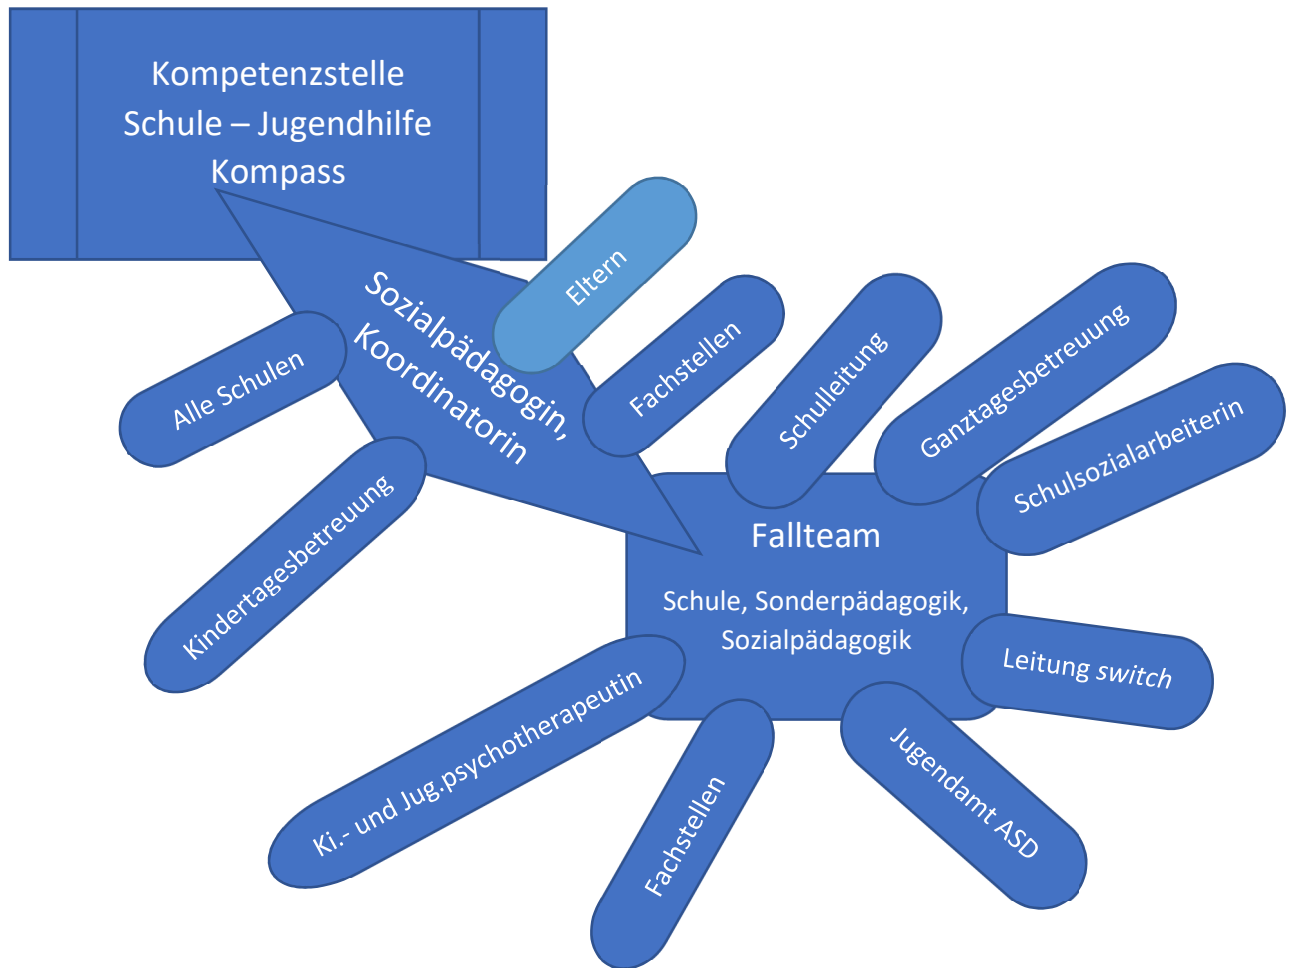 Kompetenzstelle
Schule – Jugendhilfe
Kompass
Eltern
Sozialpädagogin,
Koordinatorin
Alle Schulen
Fachstellen
Schulleitung
Ganztagesbetreuung
Schulsozialarbeiterin
Kindertagesbetreuung
Fallteam
Schule, Sonderpädagogik,
Sozialpädagogik
Leitung switch
Ki.- und Jug.psychotherapeutin
Fachstellen
Jugendamt ASD